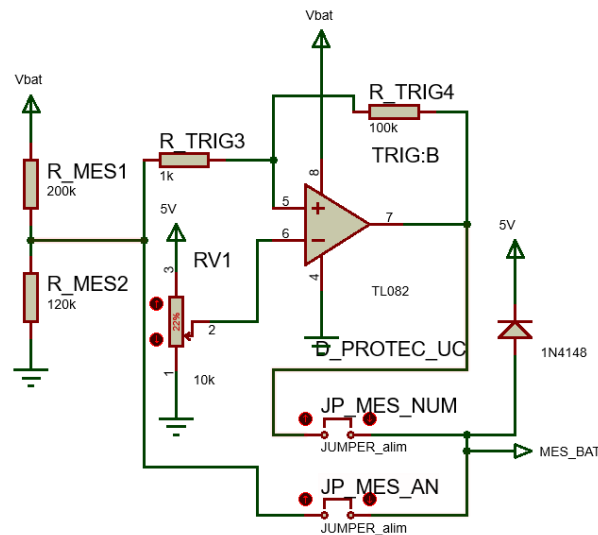 Vbat
Vbat
R_TRIG4
100k
R_TRIG3
1k
TRIG:B
R_MES1
200k
8
5
7
6
4
TL082
5V
RV1
3
22%
2
1
10k
R_MES2
120k
5V
D_PROTEC_UC
1N4148
JP_MES_NUM
JUMPER_alim
MES_BAT
JP_MES_AN
JUMPER_alim